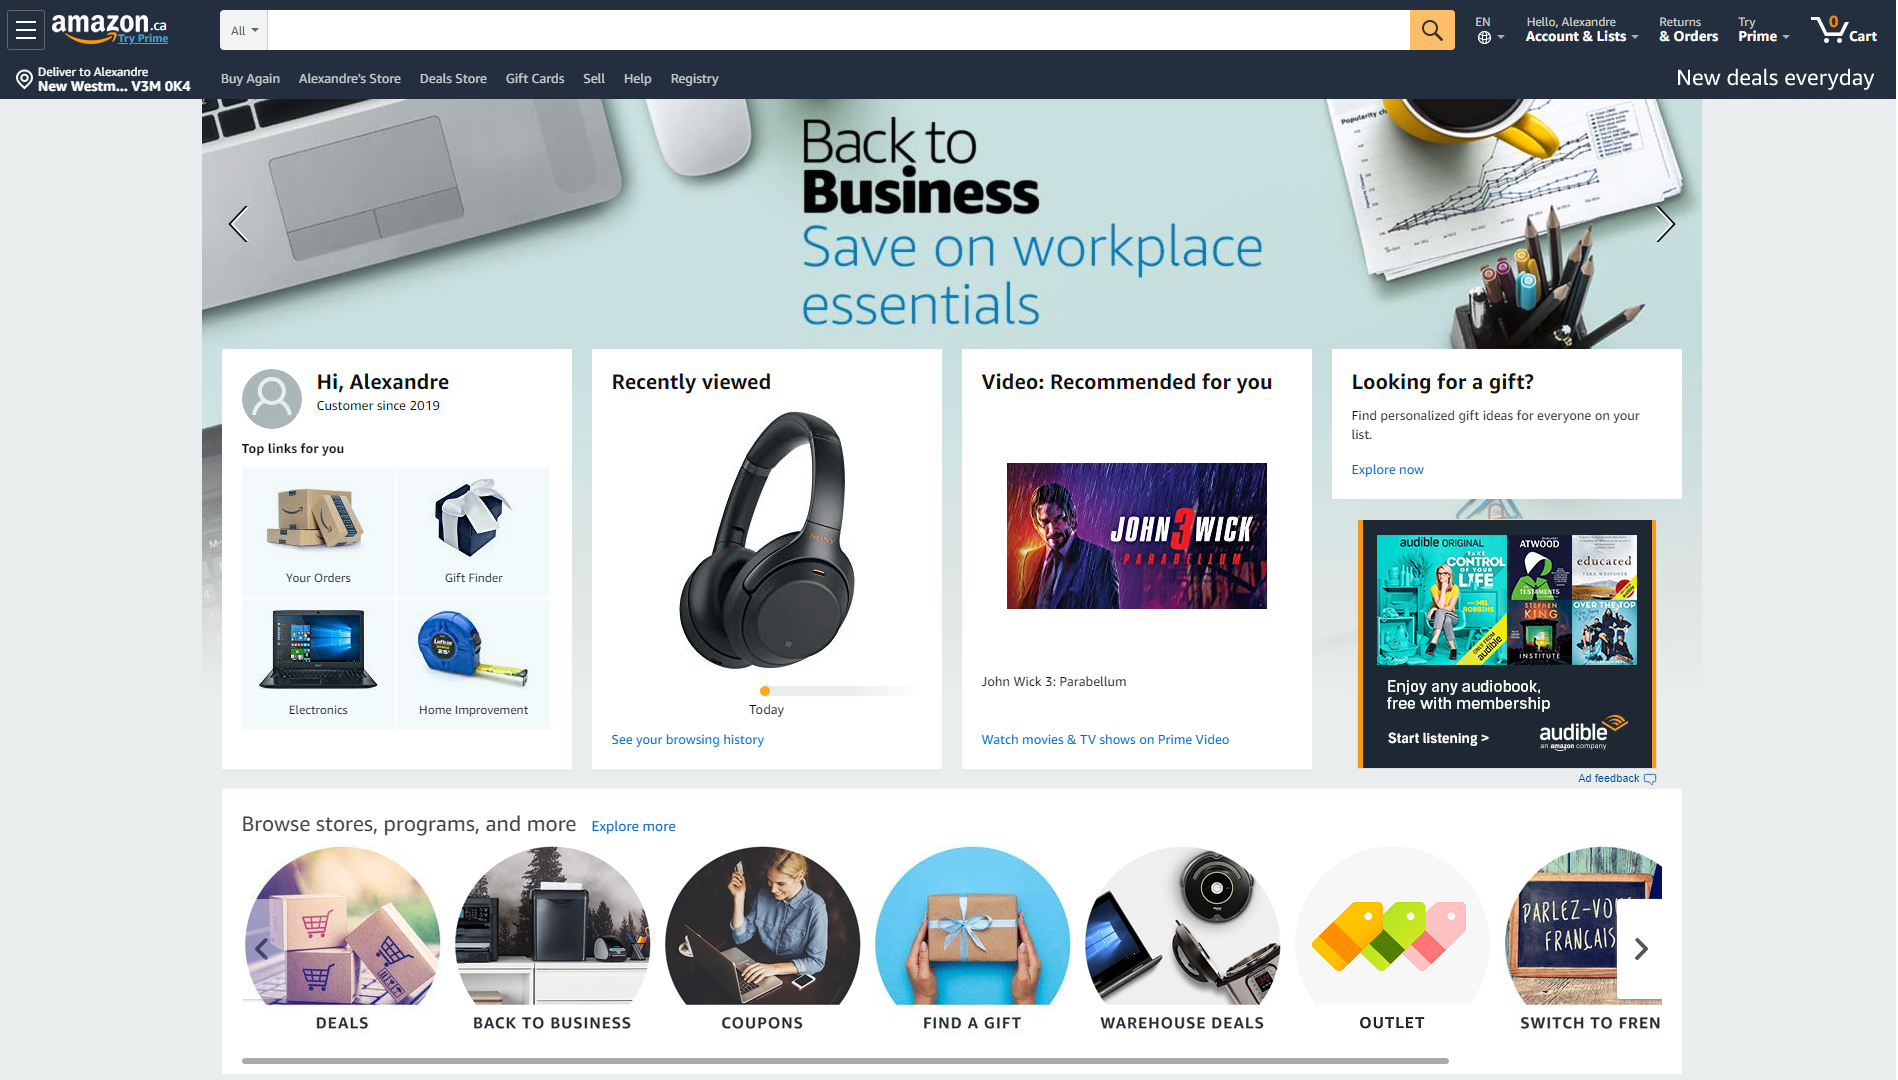 amazon.ca
Try Prime
All
EN
Hello, Alexandre
Account & Lists
Returns
& Orders
Try
Prime
0
Cart
Deliver to Alexandre
New Westm... V3M 0K4
Buy Again
Alexandre's Store
Deals Store
Gift Cards
Sell
Help
Registry
New deals everyday
Back to
Business
Save on workplace
essentials
Hi, Alexandre
Customer since 2019
Top links for you
Your Orders
Gift Finder
Electronics
Home Improvement
Recently viewed
SONY
Today
See your browsing history
Video: Recommended for you
JOHN WICK 3
PARABELLUM
John Wick 3: Parabellum
Watch movies & TV shows on Prime Video
Looking for a gift?
Find personalized gift ideas for everyone on your
list.
Explore now
audible ORIGINAL
TAKE
CONTROL
OF YOUR
LIFE
WITH MEL
ROBBINS
ONLY FROM
audible
ATWOOD
TESTAMENTS
educated
TARA WESTOVER
STEPHEN
KING
INSTITUTE
OVER THE TOP
Enjoy any audiobook,
free with membership
Start listening >
audible
an amazon company
Ad feedback
Browse stores, programs, and more
Explore more
PARLEZ-VOU
FRANCAIS
DEALS
BACK TO BUSINESS
COUPONS
FIND A GIFT
WAREHOUSE DEALS
OUTLET
SWITCH TO FREN